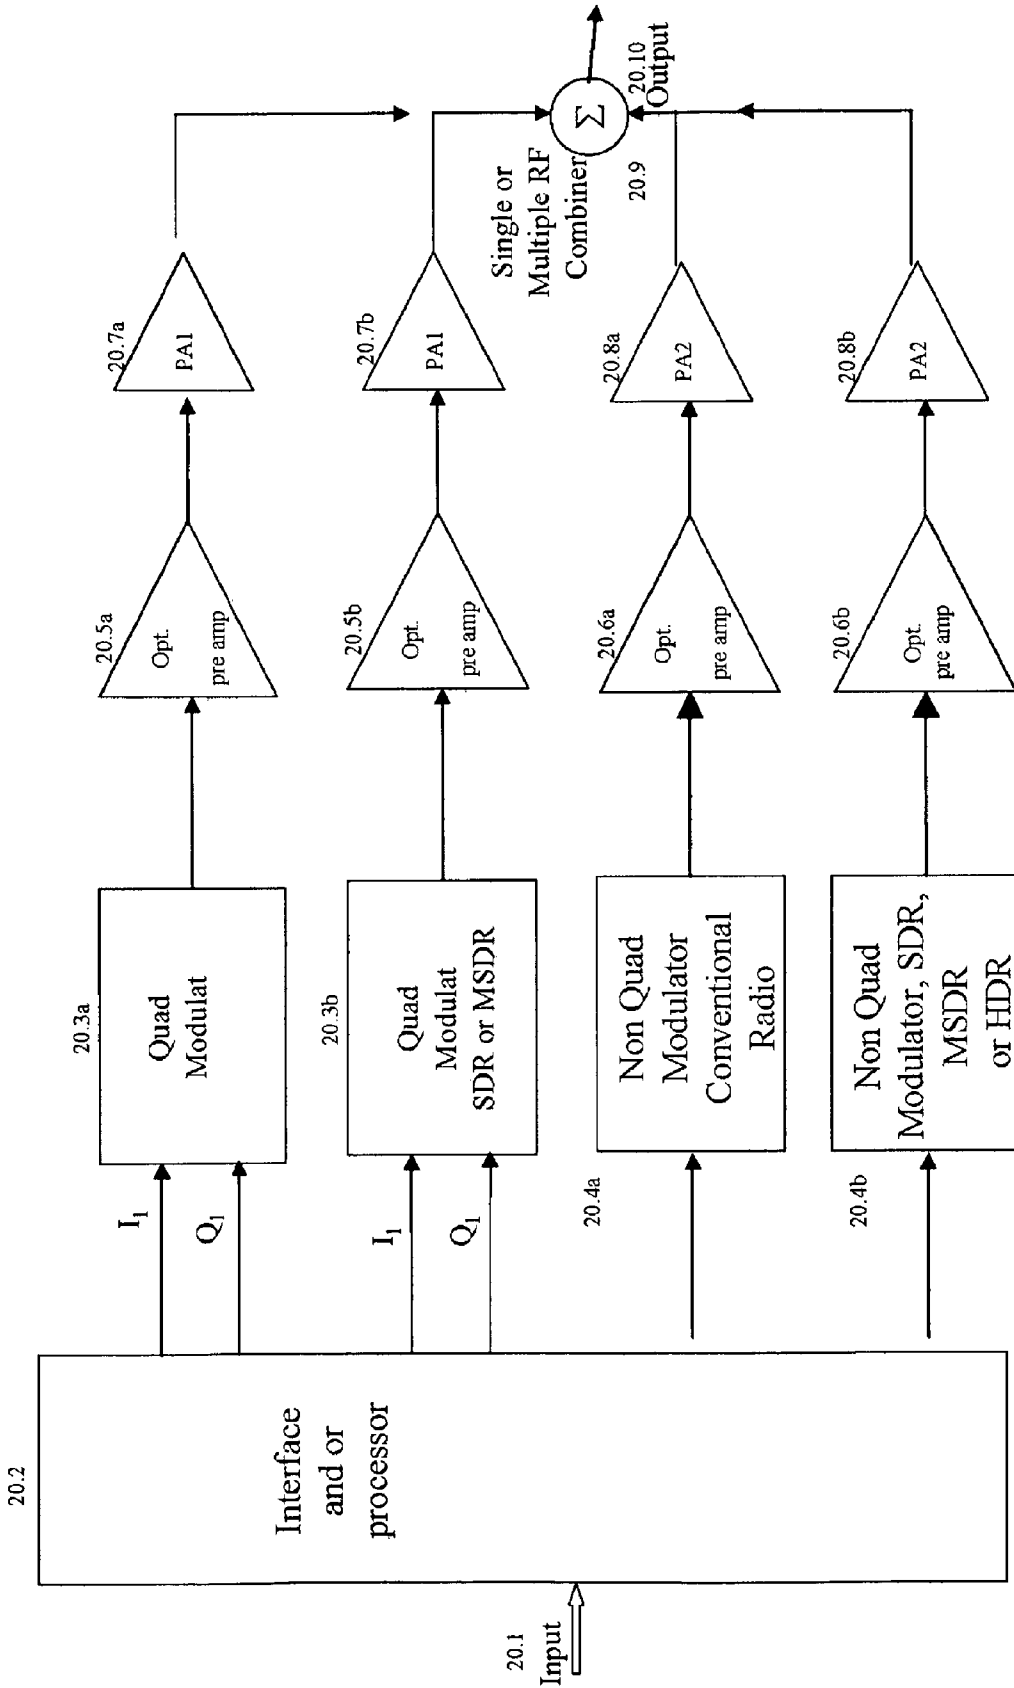 20.1
Input
20.2
Interface
and or
processor
I1
Q1
20.3a
Quad
Modulat
20.5a
Opt.
pre amp
20.7a
PA1
I1
Q1
20.3b
Quad
Modulat
SDR or MSDR
20.5b
Opt.
pre amp
20.7b
PA1
Single or
Multiple RF
Combiner
Σ
20.9
20.10
Output
20.4a
Non Quad
Modulator
Conventional
Radio
20.6a
Opt.
pre amp
20.8a
PA2
20.4b
Non Quad
Modulator, SDR,
MSDR
or HDR
20.6b
Opt.
pre amp
20.8b
PA2